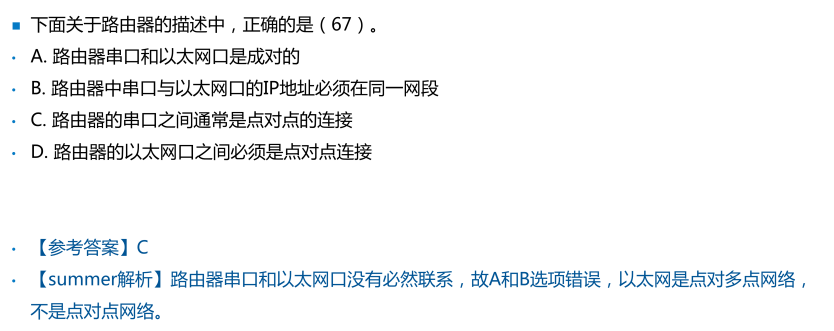 ■ 下面关于路由器的描述中，正确的是（67）。
• A. 路由器串口和以太网口是成对的
• B. 路由器中串口与以太网口的IP地址必须在同一网段
• C. 路由器的串口之间通常是点对点的连接
• D. 路由器的以太网口之间必须是点对点连接
• 【参考答案】C
• 【summer解析】路由器串口和以太网口没有必然联系，故A和B选项错误，以太网是点对多点网络，
不是点对点网络。